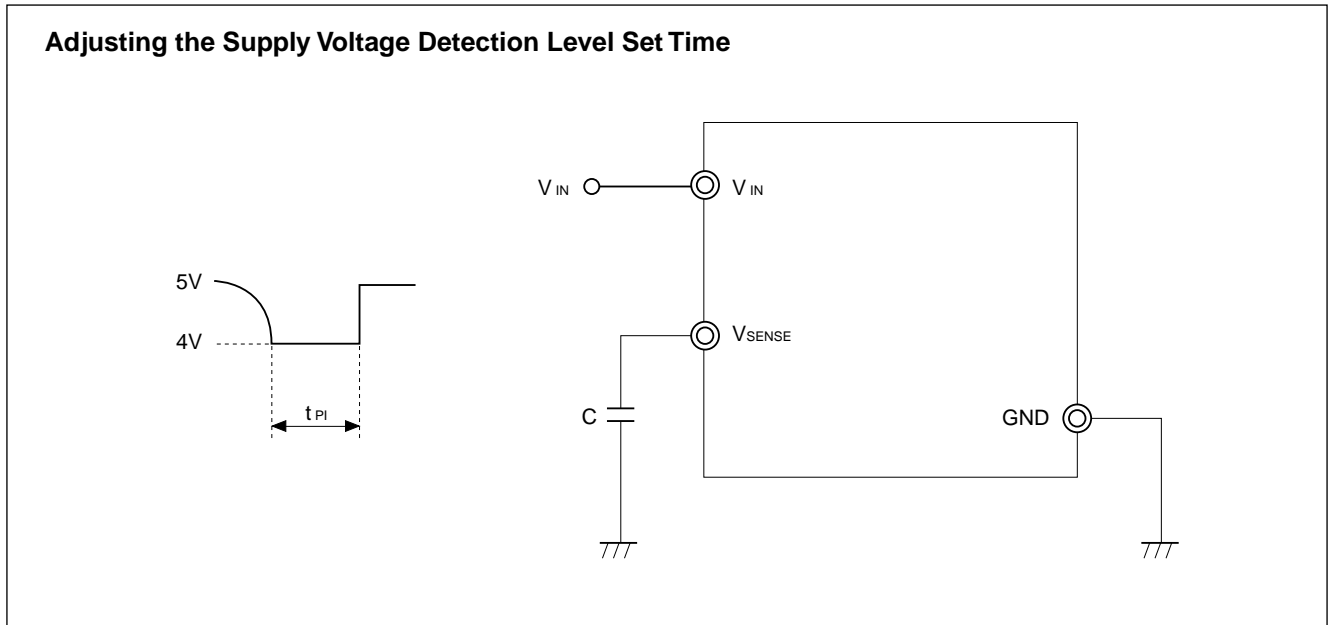 Adjusting the Supply Voltage Detection Level Set Time
VIN VIN
5V
4V
VSENSE
tPI
C
GND